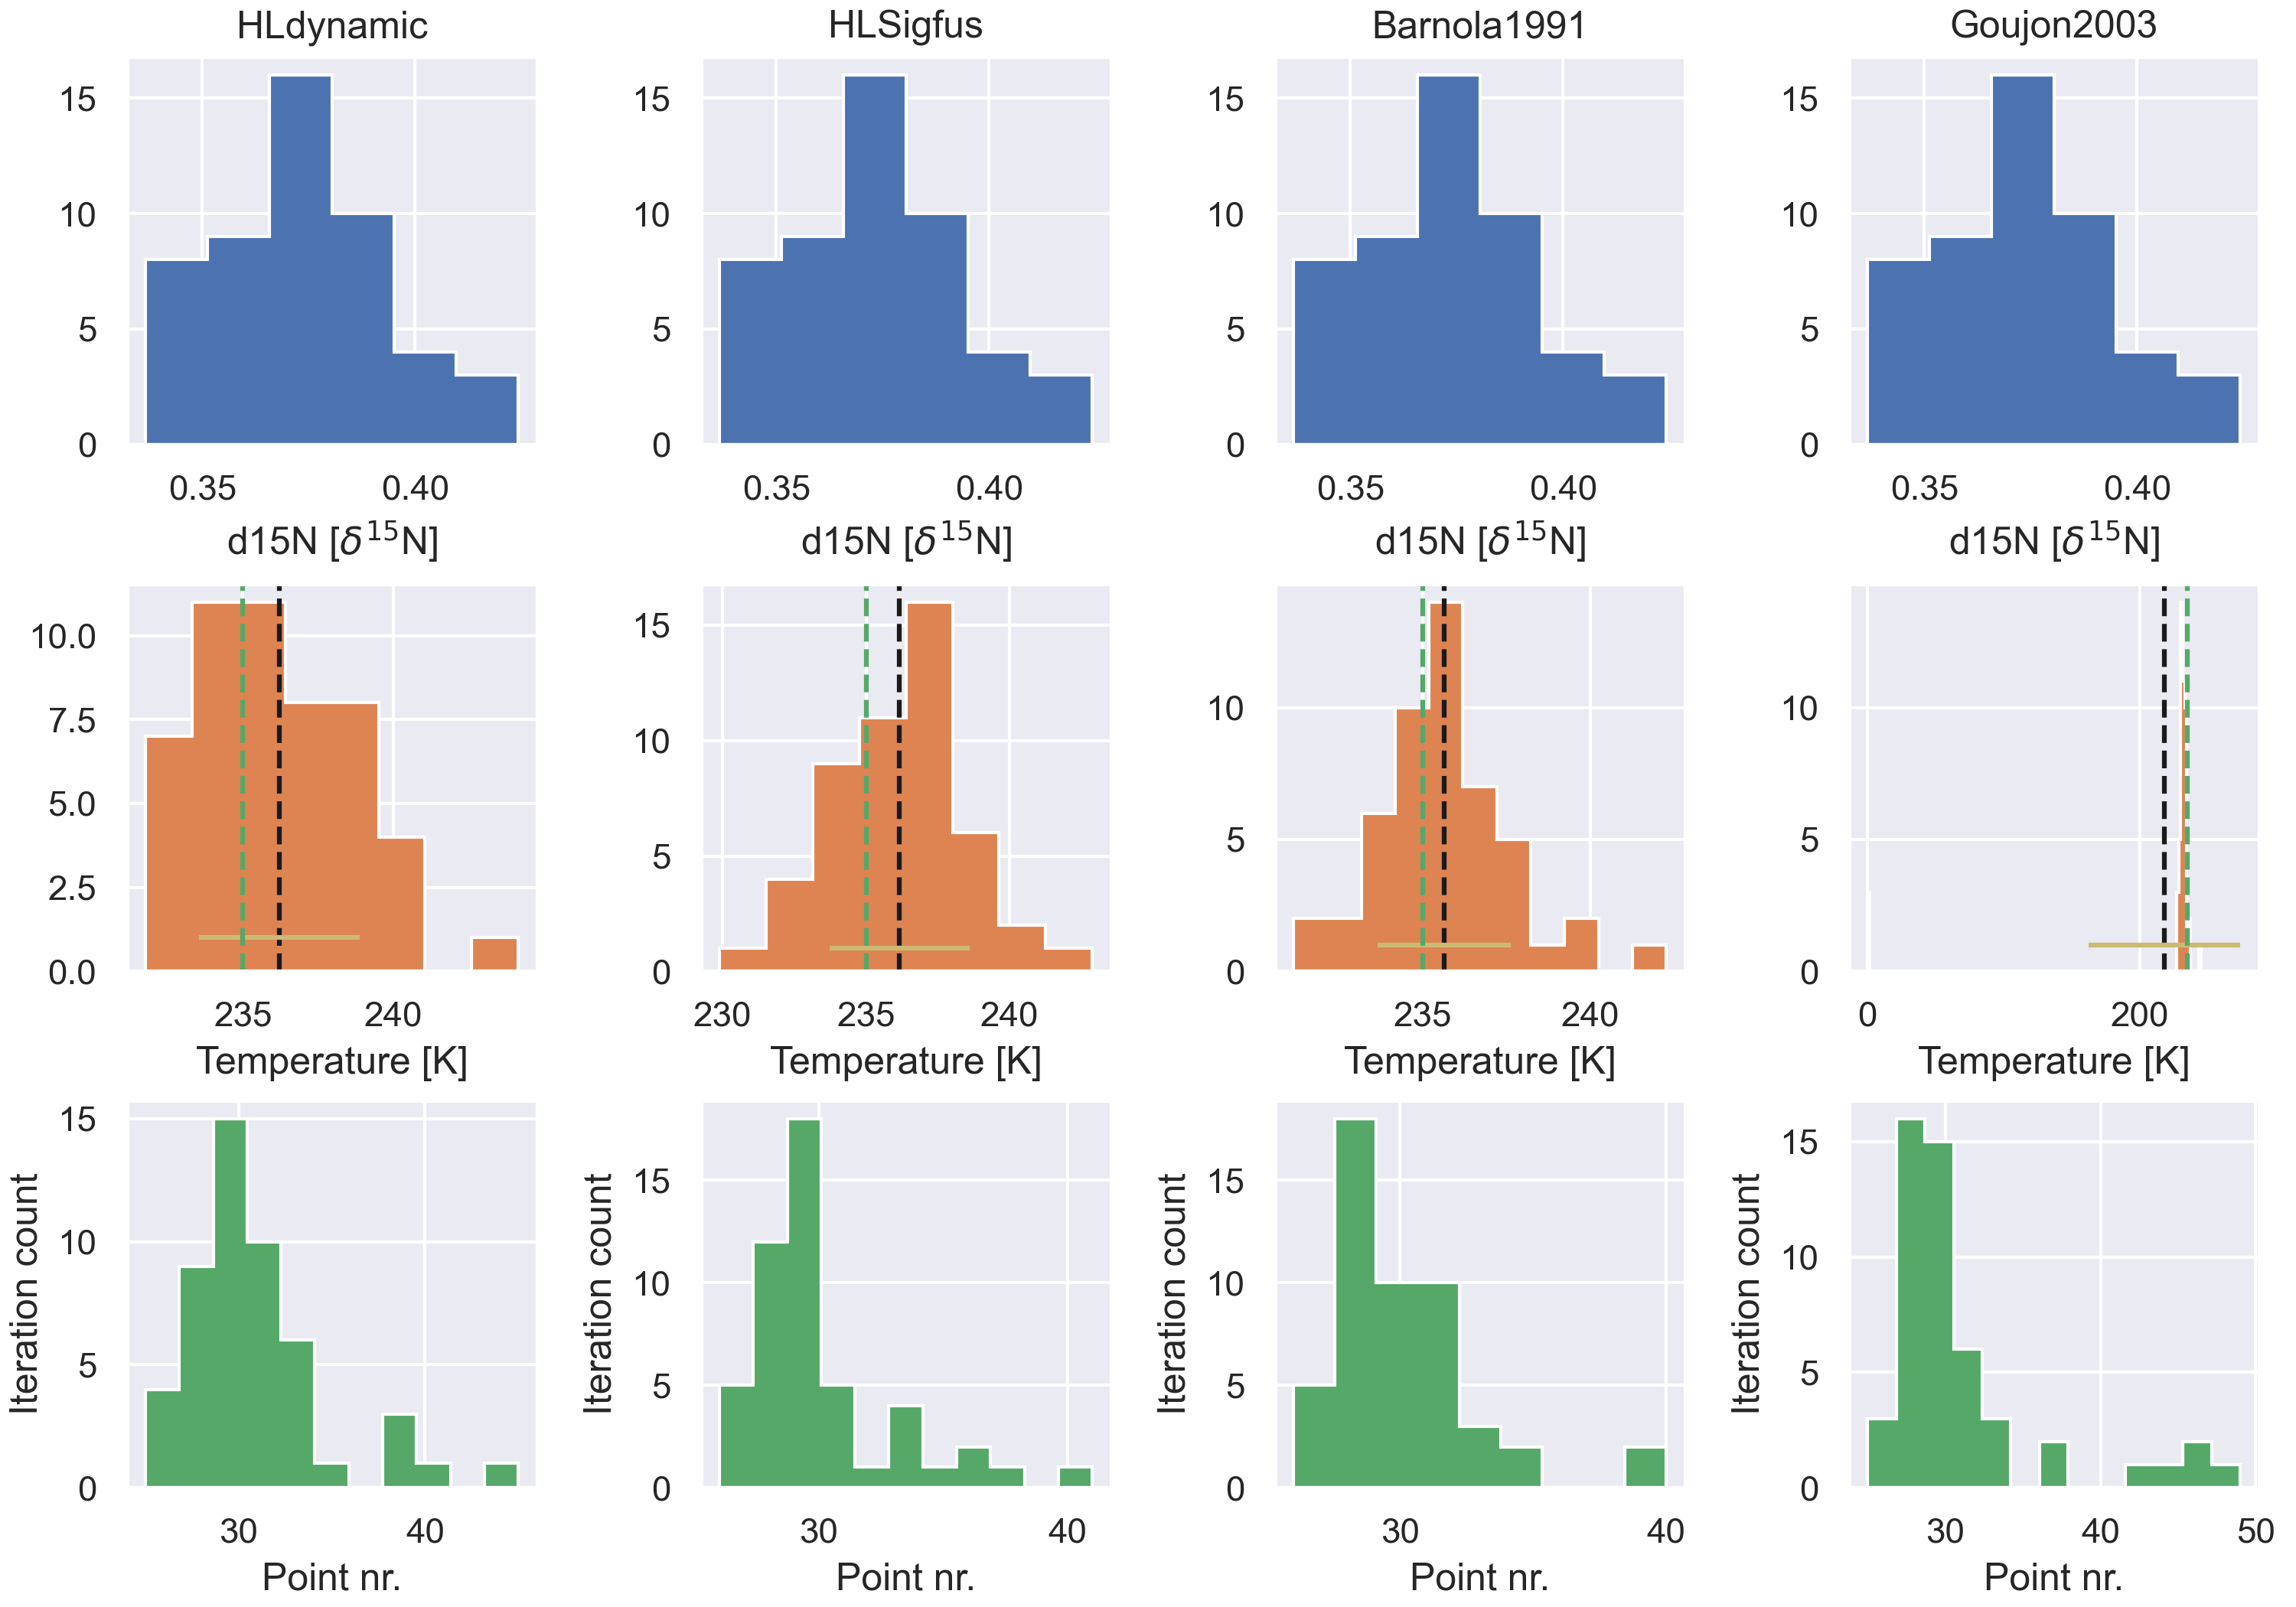 HLdynamic HLSigfus Barnola1991 Goujon2003
15 15 15 15
10 10 10 10
5 5 5 5
0 0 0 0
0.35 0.40 0.35 0.40 0.35 0.40 0.35 0.40
d15N [δ¹⁵N] d15N [δ¹⁵N] d15N [δ¹⁵N] d15N [δ¹⁵N]
10.0 7.5 5.0 2.5 0.0
15 10 5 0
10 5 0
10 5 0
235 240 230 235 240 235 240 0 200
Temperature [K] Temperature [K] Temperature [K] Temperature [K]
Iteration count Iteration count Iteration count Iteration count
15 10 5 0
15 10 5 0
15 10 5 0
15 10 5 0
30 40 30 40 30 40 30 40 50
Point nr. Point nr. Point nr. Point nr.